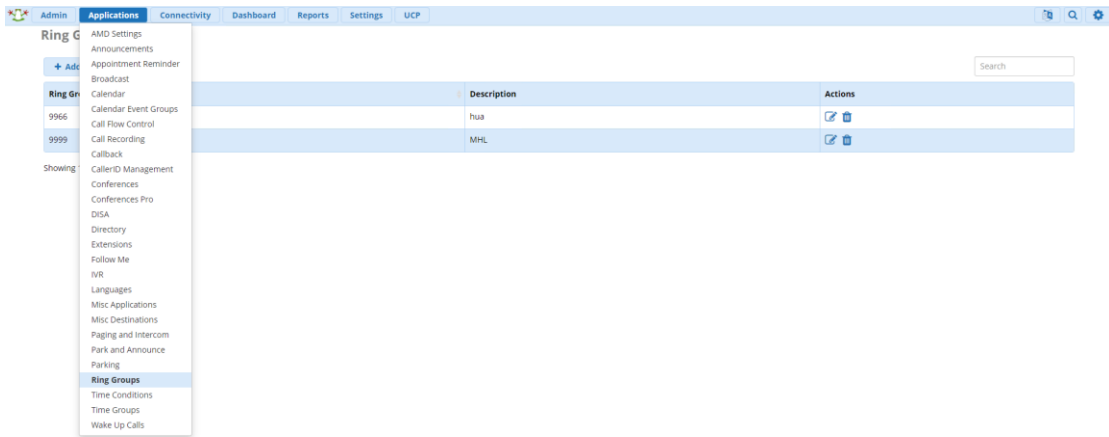 Admin Applications Connectivity Dashboard Reports Settings UCP
Ring G
+ Add
Search
Ring Gr Description Actions
9966 hua
9999 MHL
Showing
AMD Settings
Announcements
Appointment Reminder
Broadcast
Calendar
Calendar Event Groups
Call Flow Control
Call Recording
Callback
CallerID Management
Conferences
Conferences Pro
DISA
Directory
Extensions
Follow Me
IVR
Languages
Misc Applications
Misc Destinations
Paging and Intercom
Park and Announce
Parking
Ring Groups
Time Conditions
Time Groups
Wake Up Calls